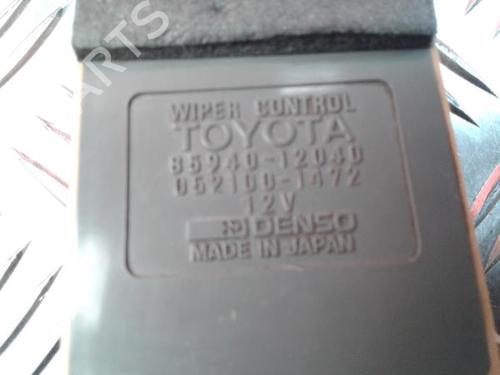 WIPER CONTROL
TOYOTA
85940-12040
052100-1472
12V
DENSO
MADE IN JAPAN